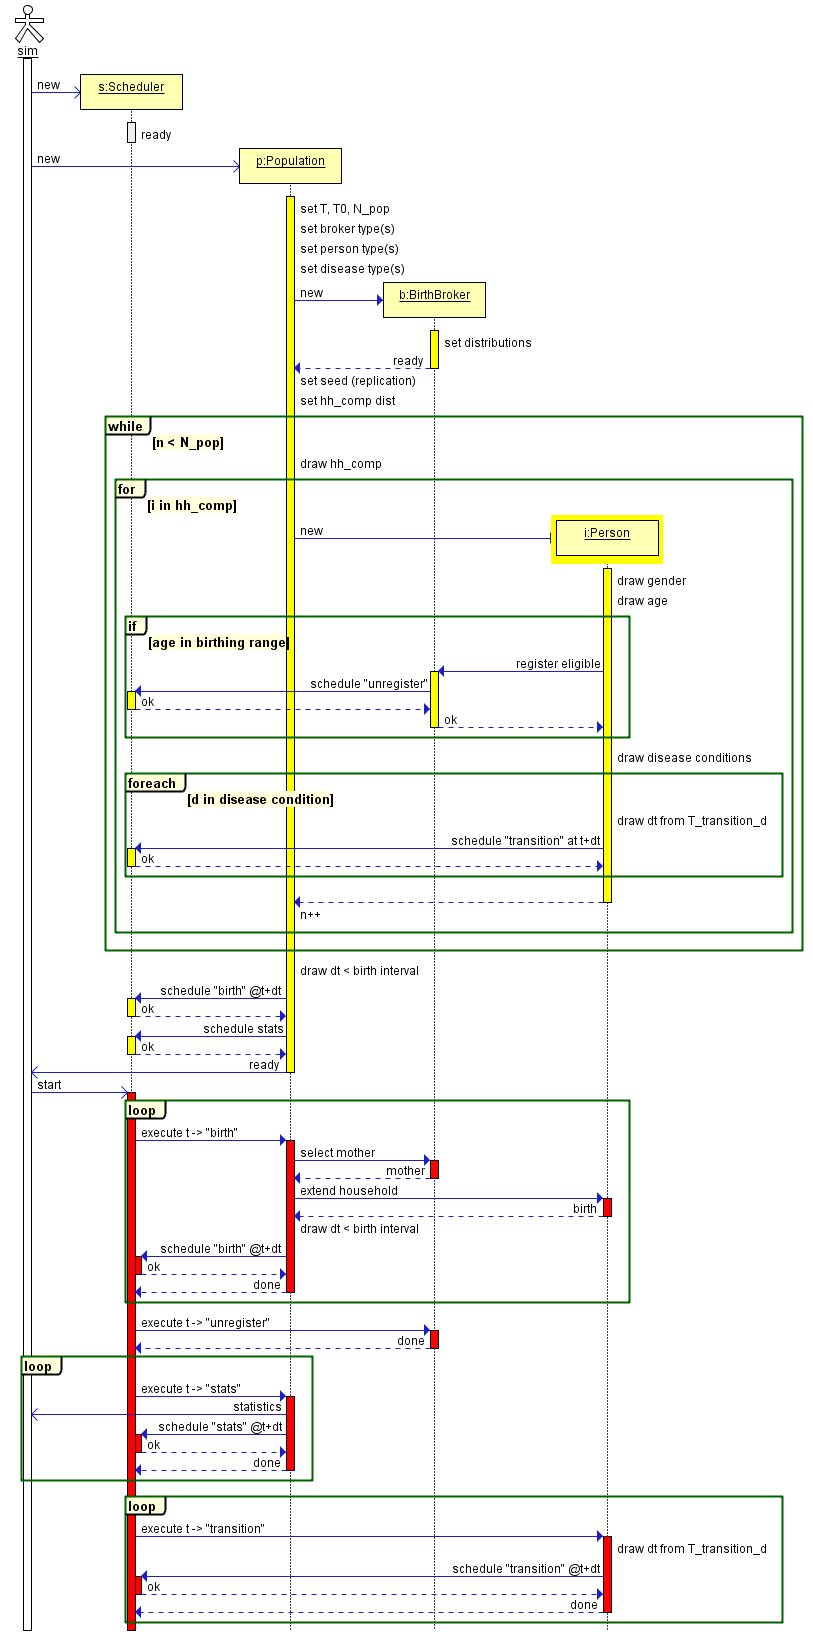 sim
new
s:Scheduler
ready
new
p:Population
set T, T0, N_pop
set broker type(s)
set person type(s)
set disease type(s)
new
b:BirthBroker
set distributions
ready
set seed (replication)
set hh_comp dist
while
[n < N_pop]
draw hh_comp
for
[i in hh_comp]
new
i:Person
draw gender
draw age
if
[age in birthing range]
register eligible
schedule "unregister"
ok
ok
draw disease conditions
foreach
[d in disease condition]
draw dt from T_transition_d
schedule "transition" at t+dt
ok
n++
draw dt < birth interval
schedule "birth" @t+dt
ok
schedule stats
ok
ready
start
loop
execute t -> "birth"
select mother
mother
extend household
birth
draw dt < birth interval
schedule "birth" @t+dt
ok
done
execute t -> "unregister"
done
loop
execute t -> "stats"
statistics
schedule "stats" @t+dt
ok
done
loop
execute t -> "transition"
draw dt from T_transition_d
schedule "transition" @t+dt
ok
done